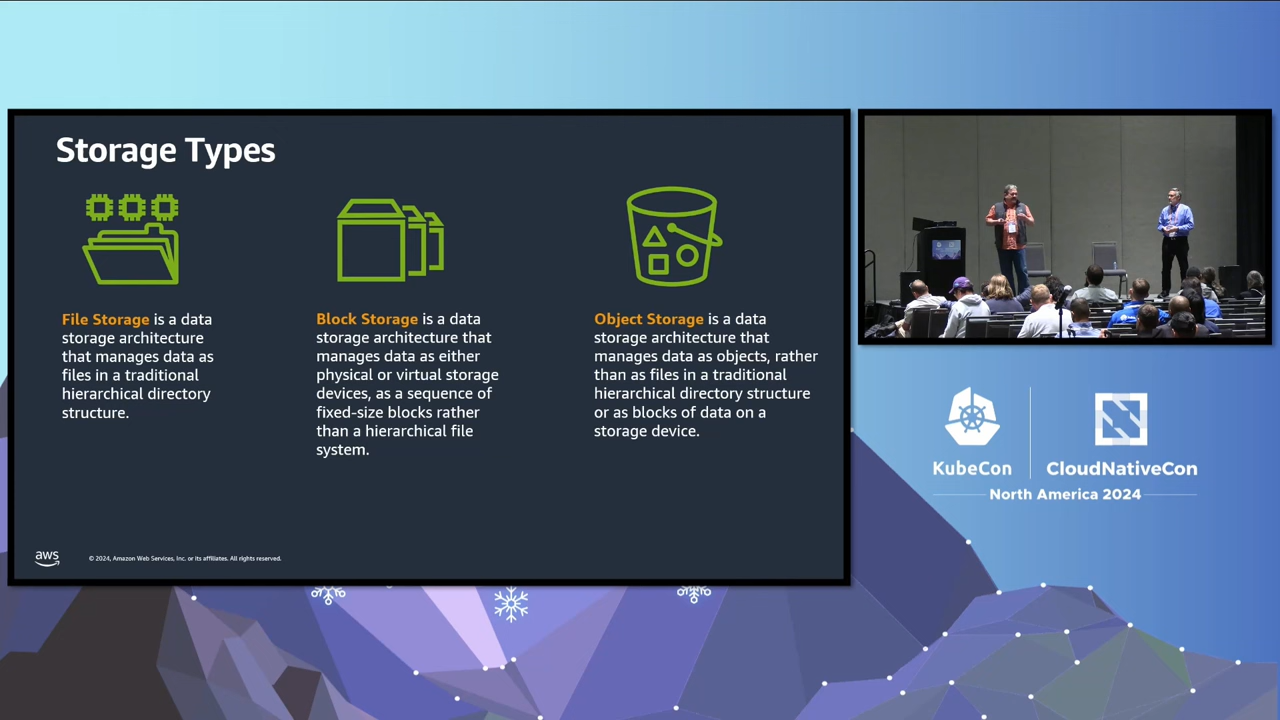 Storage Types
File Storage is a data
storage architecture
that manages data as
files in a traditional
hierarchical directory
structure.
Block Storage is a data
storage architecture that
manages data as either
physical or virtual storage
devices, as a sequence of
fixed-size blocks rather
than a hierarchical file
system.
Object Storage is a data
storage architecture that
manages data as objects, rather
than as files in a traditional
hierarchical directory structure
or as blocks of data on a
storage device.
aws
© 2024, Amazon Web Services, Inc. or its affiliates. All rights reserved.
KubeCon
CloudNativeCon
North America 2024